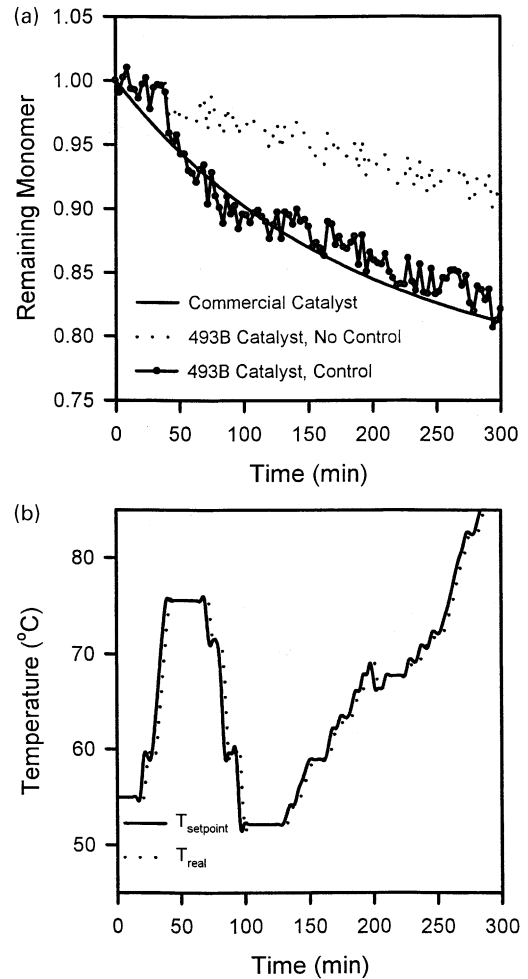 (a)
1.05
1.00
0.95
0.90
0.85
0.80
0.75
Remaining Monomer
Commercial Catalyst
493B Catalyst, No Control
493B Catalyst, Control
0 50 100 150 200 250 300
Time (min)
(b)
80
70
60
50
Temperature (°C)
Tsetpoint
Treal
0 50 100 150 200 250 300
Time (min)